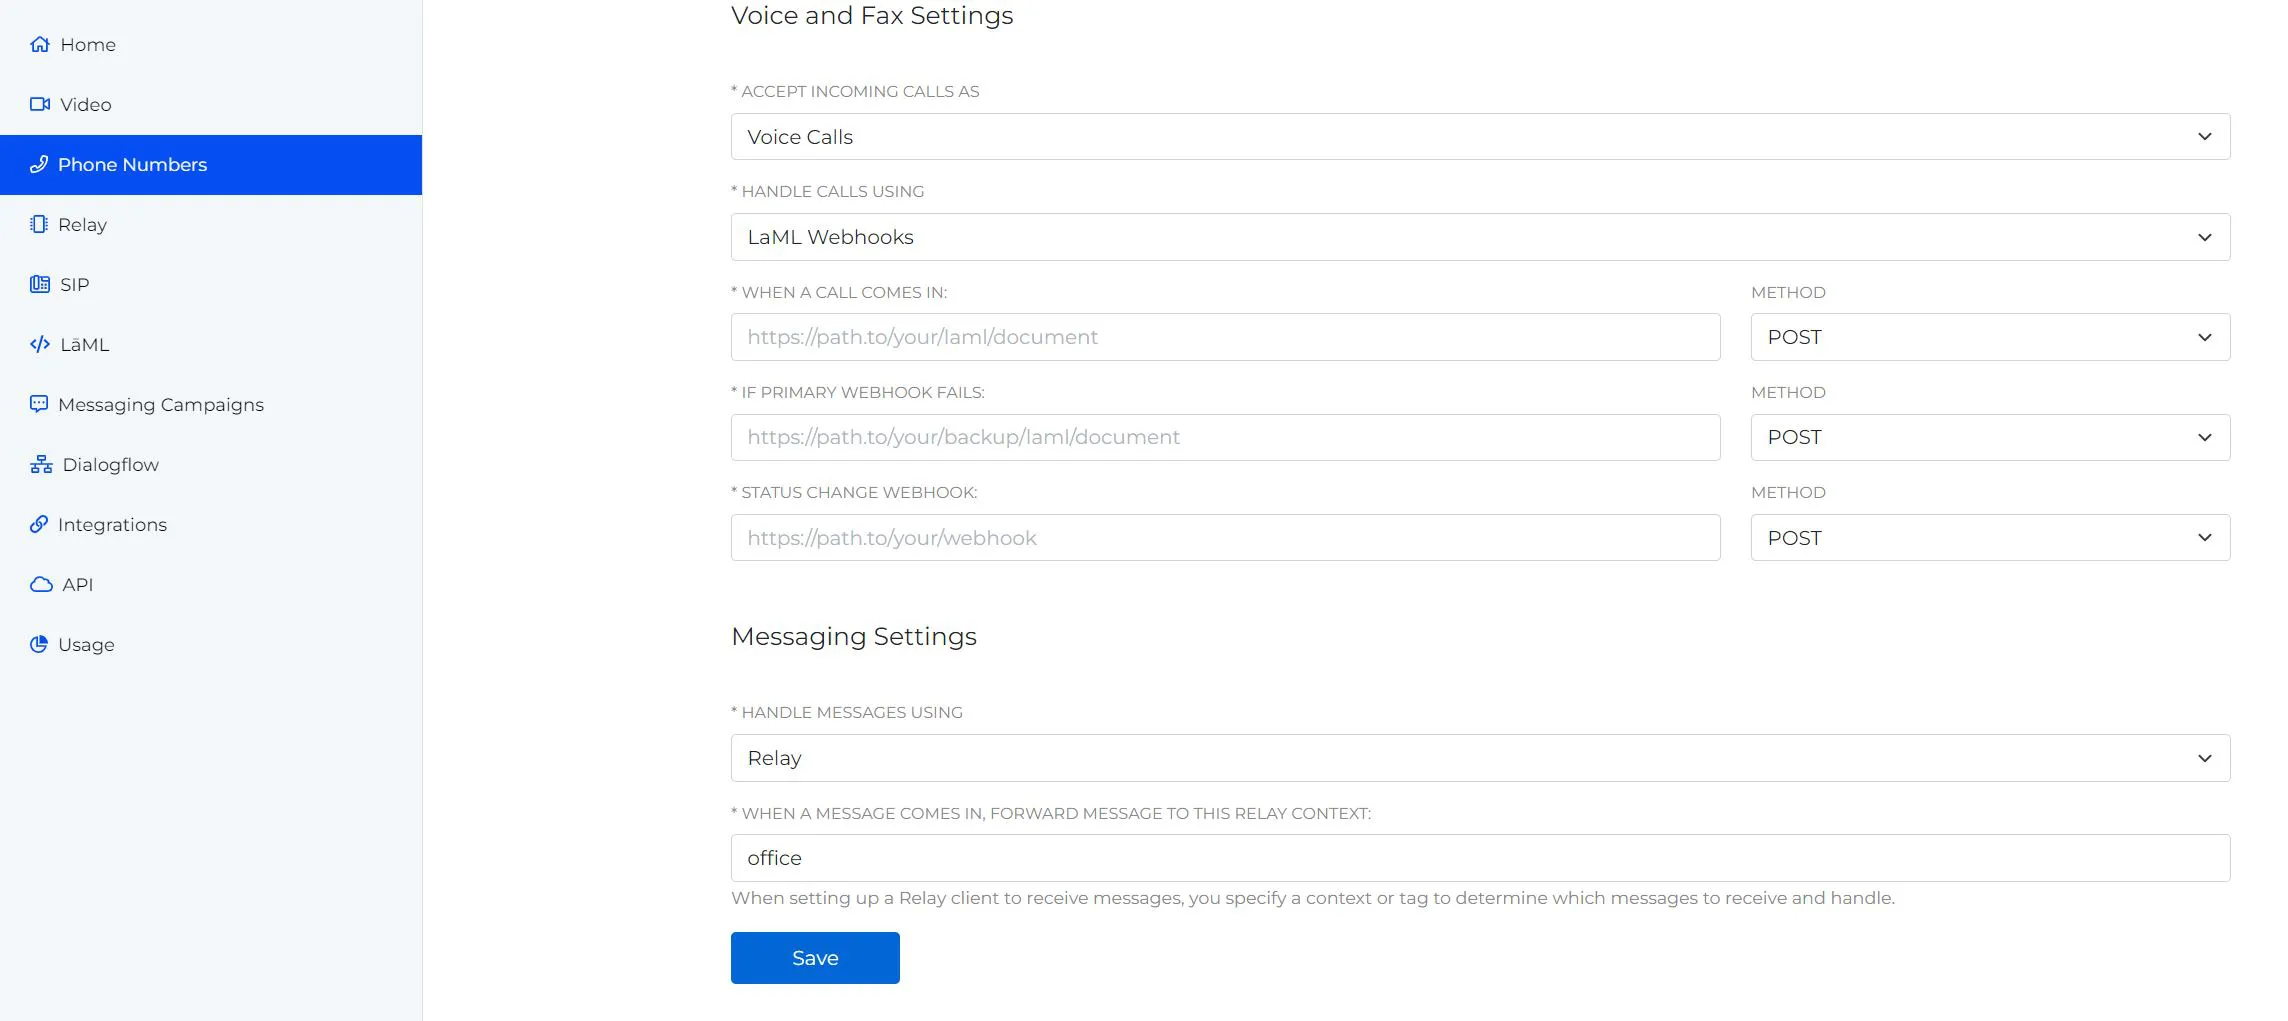 Home
Video
Phone Numbers
Relay
SIP
LāML
Messaging Campaigns
Dialogflow
Integrations
API
Usage
Voice and Fax Settings
* ACCEPT INCOMING CALLS AS
Voice Calls
* HANDLE CALLS USING
LaML Webhooks
* WHEN A CALL COMES IN: METHOD
https://path.to/your/laml/document POST
* IF PRIMARY WEBHOOK FAILS: METHOD
https://path.to/your/backup/laml/document POST
* STATUS CHANGE WEBHOOK: METHOD
https://path.to/your/webhook POST
Messaging Settings
* HANDLE MESSAGES USING
Relay
* WHEN A MESSAGE COMES IN, FORWARD MESSAGE TO THIS RELAY CONTEXT:
office
When setting up a Relay client to receive messages, you specify a context or tag to determine which messages to receive and handle.
Save